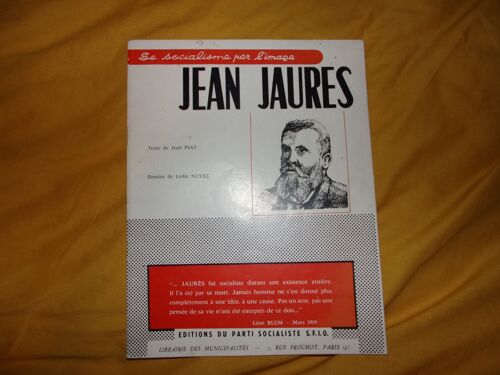 Le socialisme par l'image
JEAN JAURES
Texte de Jean PIAT
Dessins de Lydie NOYEZ
"... JAURÈS fut socialiste durant son existence entière.
Il l'a été par sa mort. Jamais homme ne s'est donné plus
complètement à une idée, à une cause. Pas un acte, pas une
pensée de sa vie n'ont été exceptés de ce don..."
Léon BLUM - Mars 1919
EDITIONS DU PARTI SOCIALISTE S.F.I.O.
LIBRAIRIE DES MUNICIPALITÉS — 7, RUE FROCHOT, PARIS (9e)